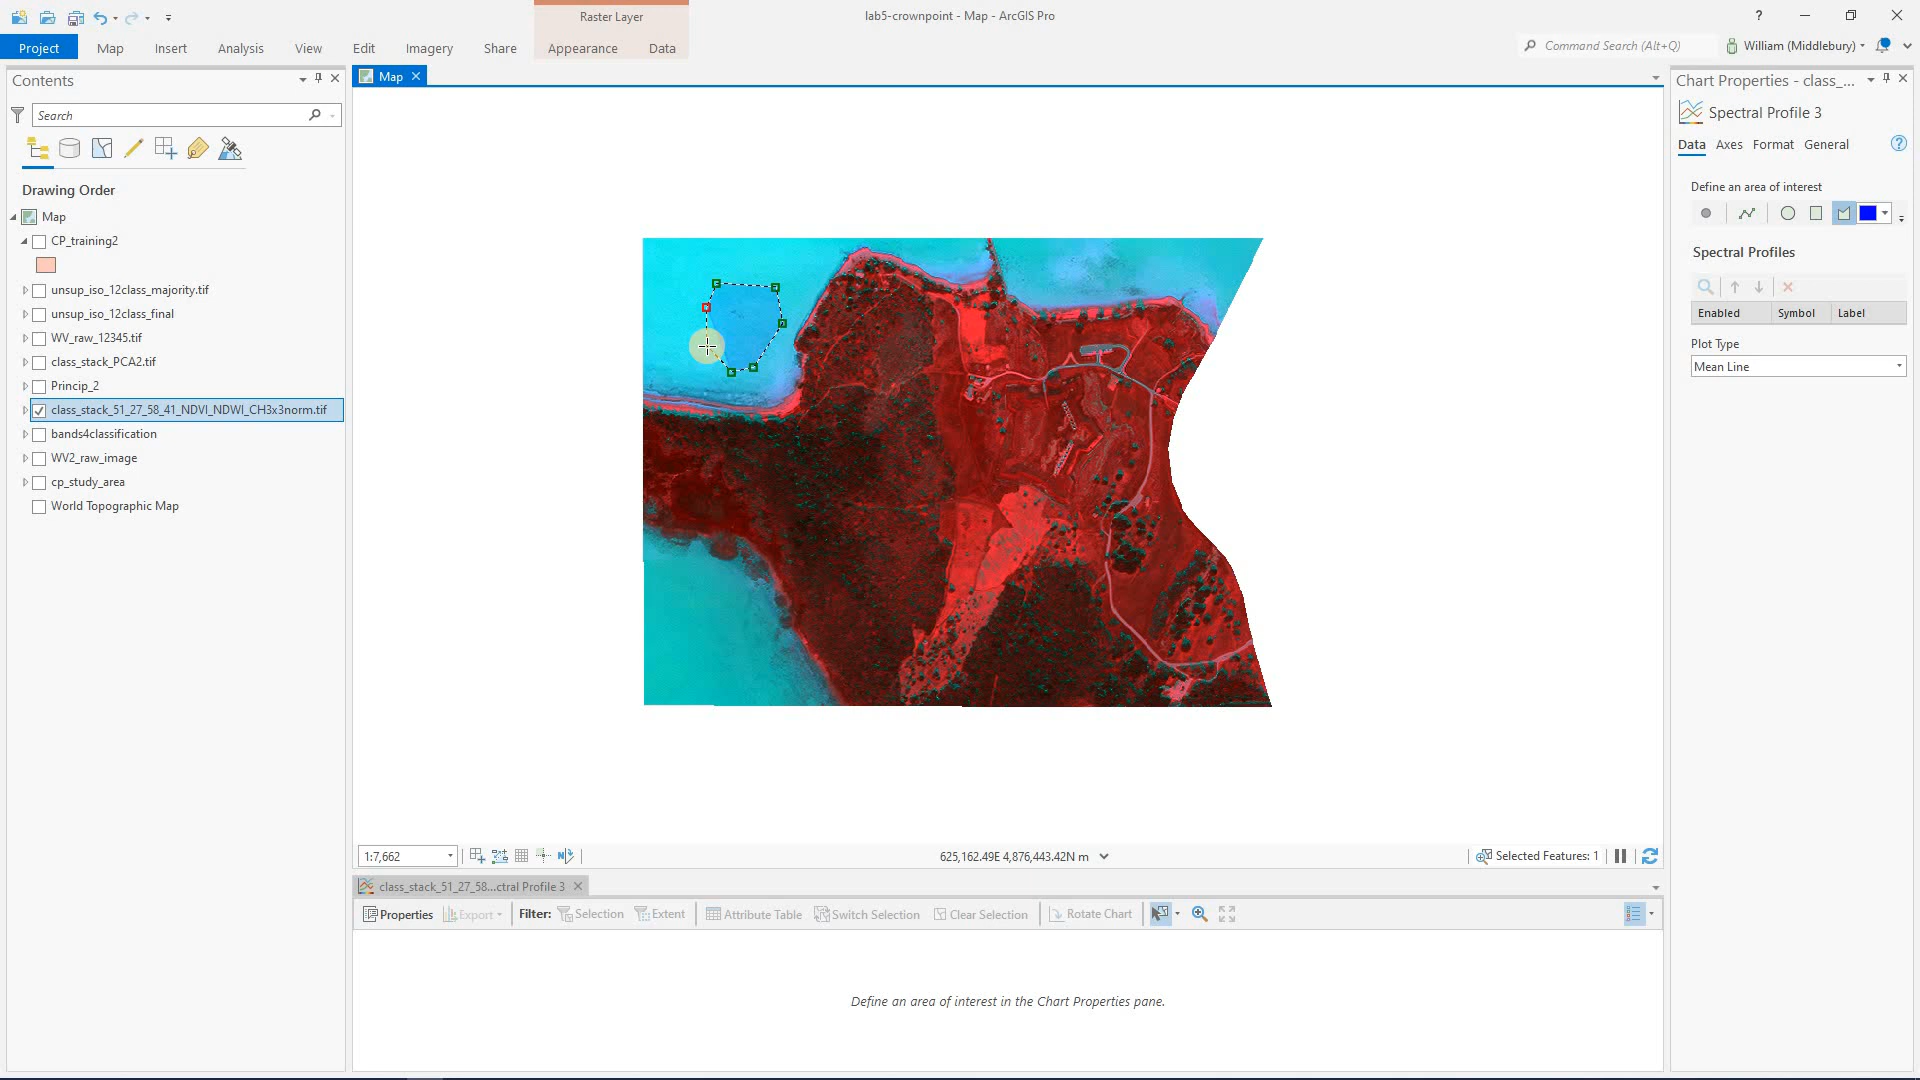 Raster Layer
lab5-crownpoint - Map - ArcGIS Pro
?
Project
Map
Insert
Analysis
View
Edit
Imagery
Share
Appearance
Data
Command Search (Alt+Q)
William (Middlebury)
Contents
Search
Drawing Order
Map
CP_training2
unsup_iso_12class_majority.tif
unsup_iso_12class_final
WV_raw_12345.tif
class_stack_PCA2.tif
Princip_2
class_stack_51_27_58_41_NDVI_NDWI_CH3x3norm.tif
bands4classification
WV2_raw_image
cp_study_area
World Topographic Map
Map
1:7,662
625,162.49E 4,876,443.42N m
Selected Features: 1
class_stack_51_27_58...ctral Profile 3
Properties
Export
Filter:
Selection
Extent
Attribute Table
Switch Selection
Clear Selection
Rotate Chart
Define an area of interest in the Chart Properties pane.
Chart Properties - class_...
Spectral Profile 3
Data Axes Format General
?
Define an area of interest
Spectral Profiles
Enabled Symbol Label
Plot Type
Mean Line